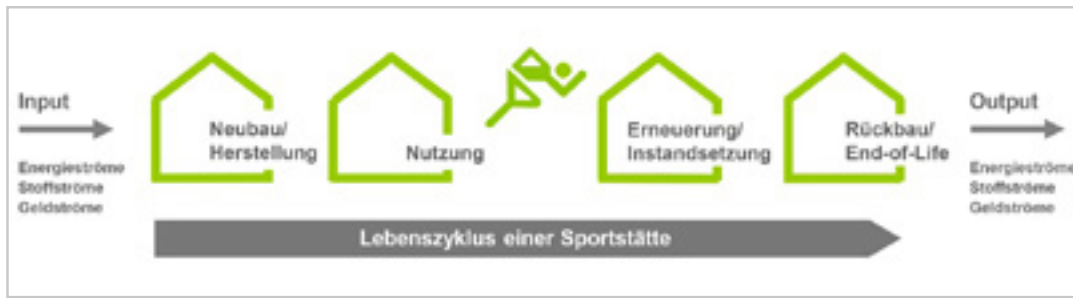 Input
Energieströme
Stoffströme
Geldströme
Neubau/
Herstellung
Nutzung
Erneuerung/
Instandsetzung
Rückbau/
End-of-Life
Output
Energieströme
Stoffströme
Geldströme
Lebenszyklus einer Sportstätte